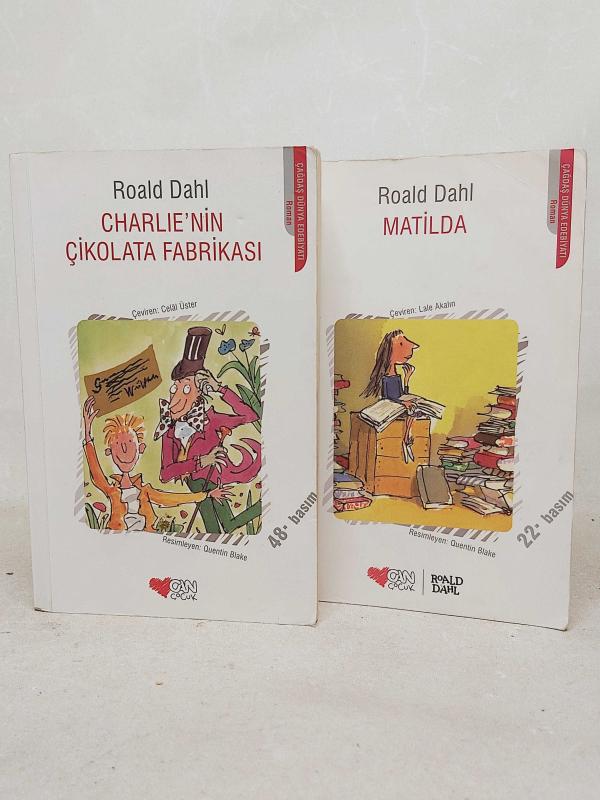 Roald Dahl
CHARLIE'NİN
ÇİKOLATA FABRİKASI
ÇAĞDAŞ DÜNYA EDEBİYATI
Roman
Çeviren: Celâl Üster
Resimleyen: Quentin Blake
48. basım
CAN
ÇOCUK
Roald Dahl
MATİLDA
ÇAĞDAŞ DÜNYA EDEBİYATI
Roman
Çeviren: Lale Akalın
Resimleyen: Quentin Blake
22. basım
CAN
ÇOCUK
ROALD
DAHL